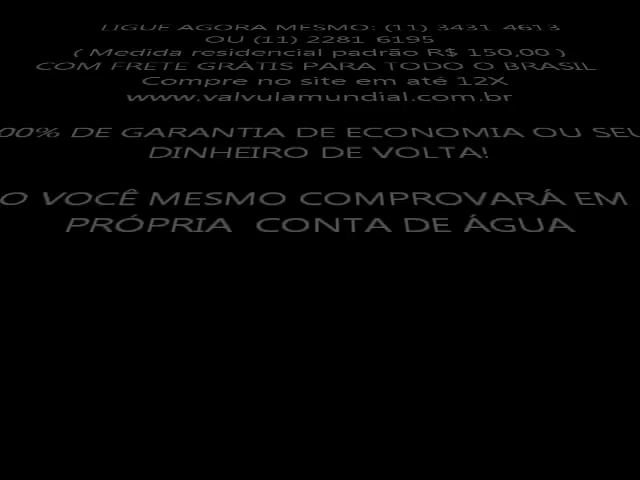 LIGUE AGORA MESMO: (11) 3431 4613
OU (11) 2281 6195
( Medida residencial padrão R$ 150,00 )
COM FRETE GRÁTIS PARA TODO O BRASIL
Compre no site em até 12X
www.valvulamundial.com.br
00% DE GARANTIA DE ECONOMIA OU SEU
DINHEIRO DE VOLTA!
O VOCÊ MESMO COMPROVARÁ EM
PRÓPRIA CONTA DE ÁGUA